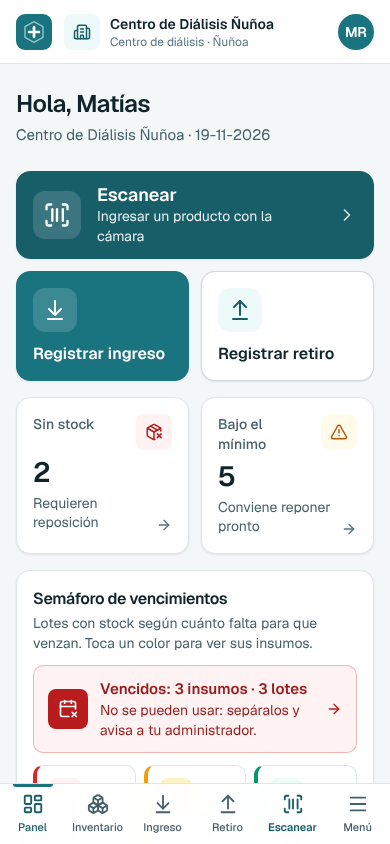 Centro de Diálisis Ñuñoa
Centro de diálisis · Ñuñoa
MR
Hola, Matías
Centro de Diálisis Ñuñoa · 19-11-2026
Escanear
Ingresar un producto con la
cámara
Registrar ingreso
Registrar retiro
Sin stock
2
Requieren
reposición
Bajo el
mínimo
5
Conviene reponer
pronto
Semáforo de vencimientos
Lotes con stock según cuánto falta para que
venzan. Toca un color para ver sus insumos.
Vencidos: 3 insumos · 3 lotes
No se pueden usar: sepáralos y
avisa a tu administrador.
Panel
Inventario
Ingreso
Retiro
Escanear
Menú